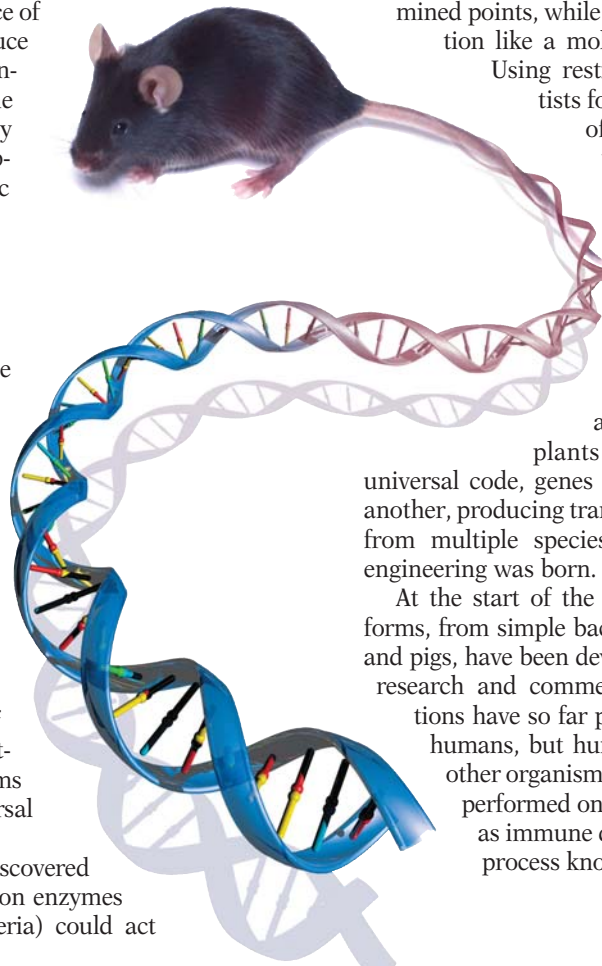 ce of
uce
n-
e
y
p-
ic
e
t-
ms
rsal
scovered
on enzymes
eria) could act
mined points, while
tion like a mol
Using rest
tists fo
of
a
plants
universal code, genes
another, producing tran
from multiple species
engineering was born.
At the start of the
forms, from simple bac
and pigs, have been dev
research and comme
tions have so far p
humans, but hu
other organism
performed on
as immune c
process kno